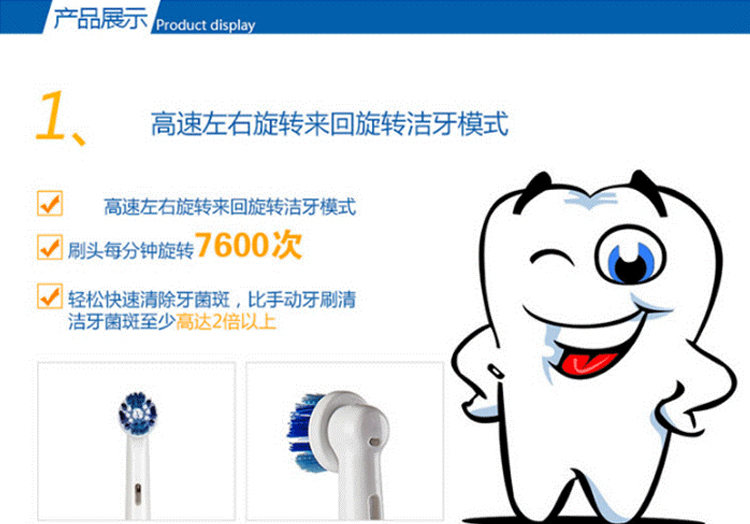 产品展示 Product display
1、 高速左右旋转来回旋转洁牙模式
高速左右旋转来回旋转洁牙模式
刷头每分钟旋转7600次
轻松快速清除牙菌斑，比手动牙刷清
洁牙菌斑至少高达2倍以上